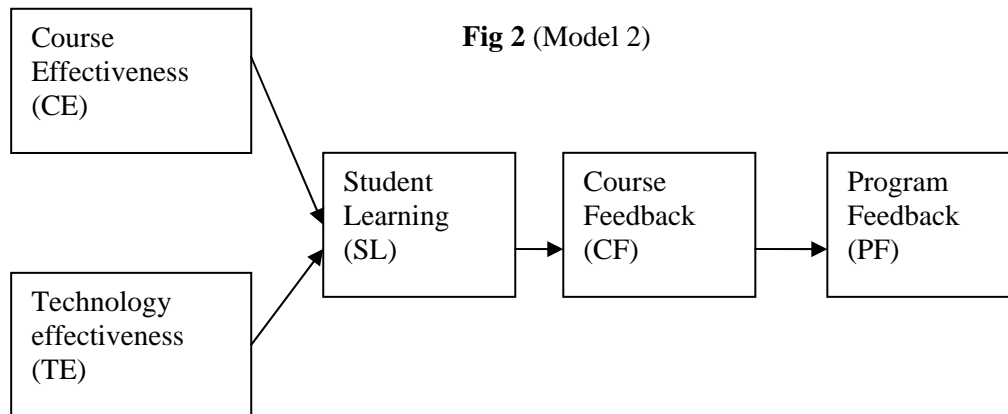 Fig 2 (Model 2)
Course
Effectiveness
(CE)
Student
Learning
(SL)
Course
Feedback
(CF)
Program
Feedback
(PF)
Technology
effectiveness
(TE)